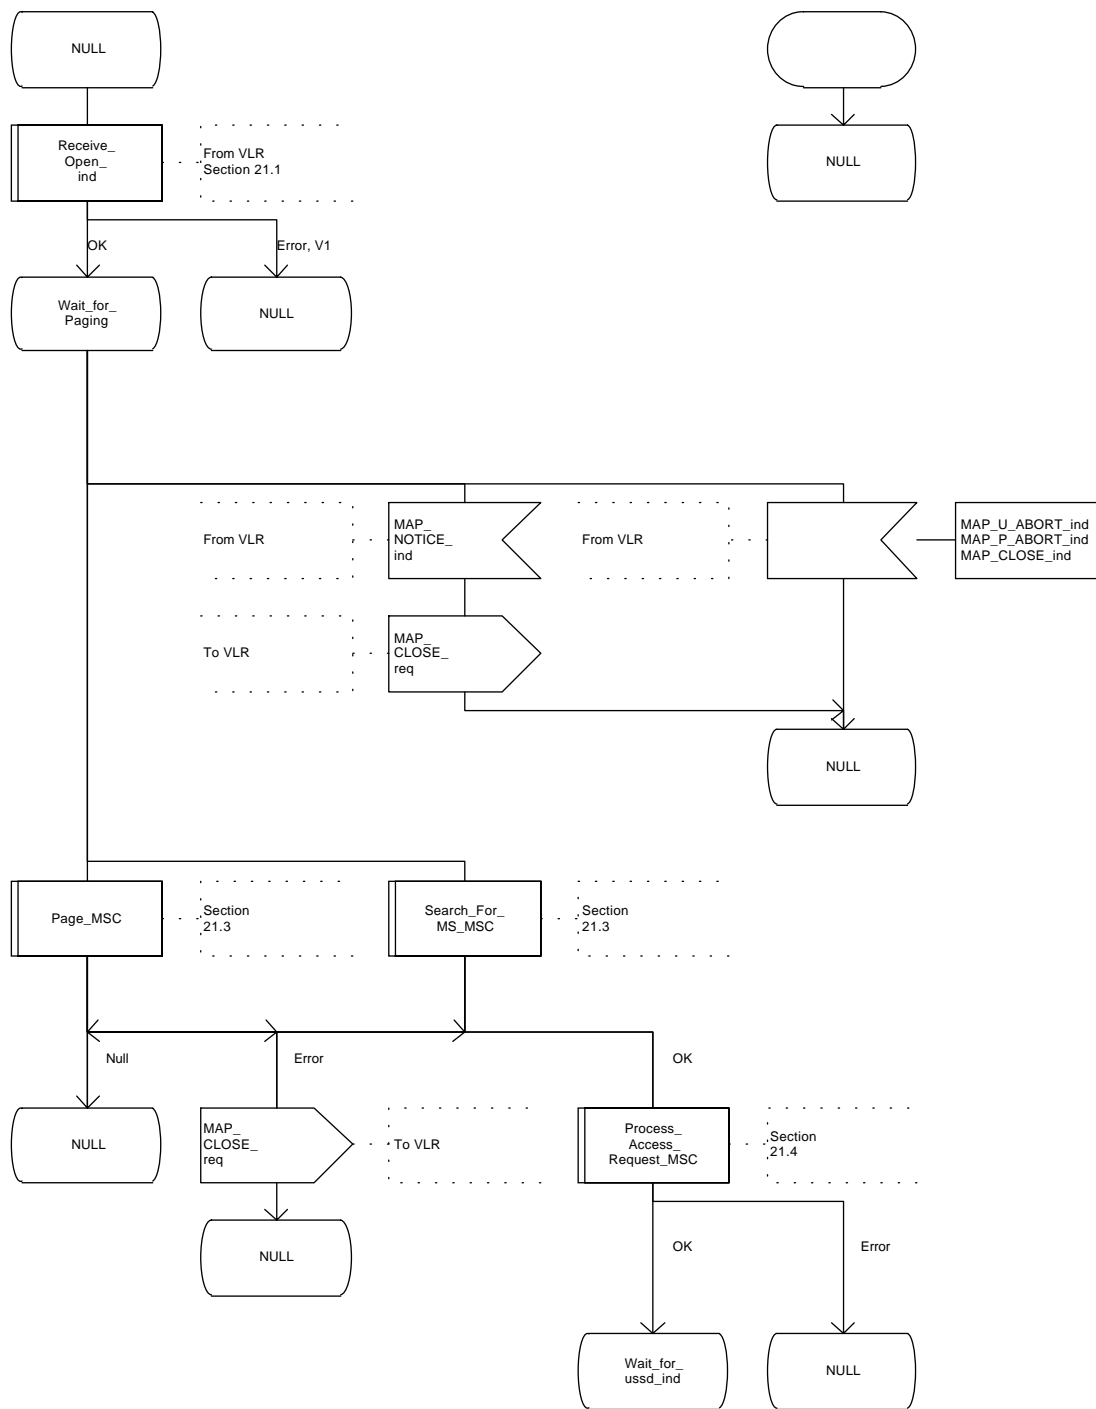 NULL
Receive_
Open_
ind
From VLR
Section 21.1
NULL
OK
Error, V1
Wait_for_
Paging
NULL
From VLR
MAP_
NOTICE_
ind
From VLR
MAP_U_ABORT_ind
MAP_P_ABORT_ind
MAP_CLOSE_ind
To VLR
MAP_
CLOSE_
req
NULL
Page_MSC
Section
21.3
Search_For_
MS_MSC
Section
21.3
Null
Error
OK
NULL
MAP_
CLOSE_
req
To VLR
Process_
Access_
Request_MSC
Section
21.4
NULL
OK
Error
Wait_for_
ussd_ind
NULL